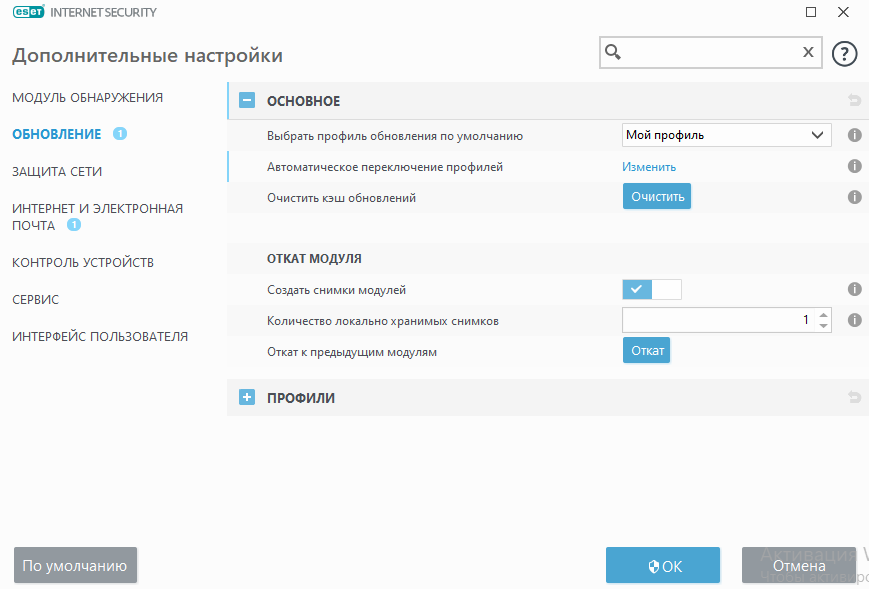 eset INTERNET SECURITY
Дополнительные настройки
МОДУЛЬ ОБНАРУЖЕНИЯ
ОБНОВЛЕНИЕ 1
ЗАЩИТА СЕТИ
ИНТЕРНЕТ И ЭЛЕКТРОННАЯ
ПОЧТА 1
КОНТРОЛЬ УСТРОЙСТВ
СЕРВИС
ИНТЕРФЕЙС ПОЛЬЗОВАТЕЛЯ
ОСНОВНОЕ
Выбрать профиль обновления по умолчанию
Мой профиль
Автоматическое переключение профилей
Изменить
Очистить кэш обновлений
Очистить
ОТКАТ МОДУЛЯ
Создать снимки модулей
Количество локально хранимых снимков
1
Откат к предыдущим модулям
Откат
ПРОФИЛИ
По умолчанию
OK
Отмена
Активация W
Чтобы активиро